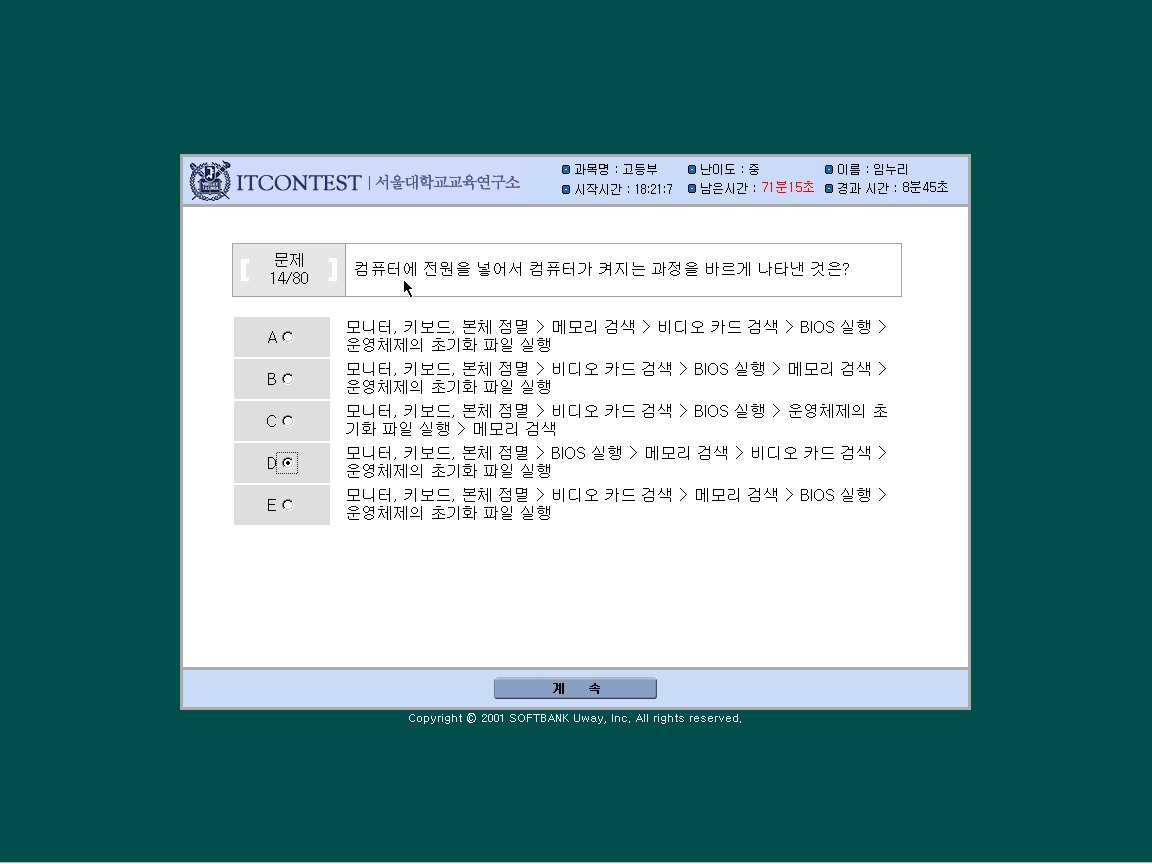 ITCONTEST | 서울대학교교육연구소
과목명 : 고등부 난이도 : 중 이름 : 임누리
시작시간 : 18:21:7 남은시간 : 71분15초 경과 시간 : 8분45초
[ 문제 14/80 ]
컴퓨터에 전원을 넣어서 컴퓨터가 켜지는 과정을 바르게 나타낸 것은?
A 모니터, 키보드, 본체 점멸 > 메모리 검색 > 비디오 카드 검색 > BIOS 실행 >
운영체제의 초기화 파일 실행
B 모니터, 키보드, 본체 점멸 > 비디오 카드 검색 > BIOS 실행 > 메모리 검색 >
운영체제의 초기화 파일 실행
C 모니터, 키보드, 본체 점멸 > 비디오 카드 검색 > BIOS 실행 > 운영체제의 초
기화 파일 실행 > 메모리 검색
D 모니터, 키보드, 본체 점멸 > BIOS 실행 > 메모리 검색 > 비디오 카드 검색 >
운영체제의 초기화 파일 실행
E 모니터, 키보드, 본체 점멸 > 비디오 카드 검색 > 메모리 검색 > BIOS 실행 >
운영체제의 초기화 파일 실행
계 속
Copyright © 2001 SOFTBANK Uway, Inc. All rights reserved.